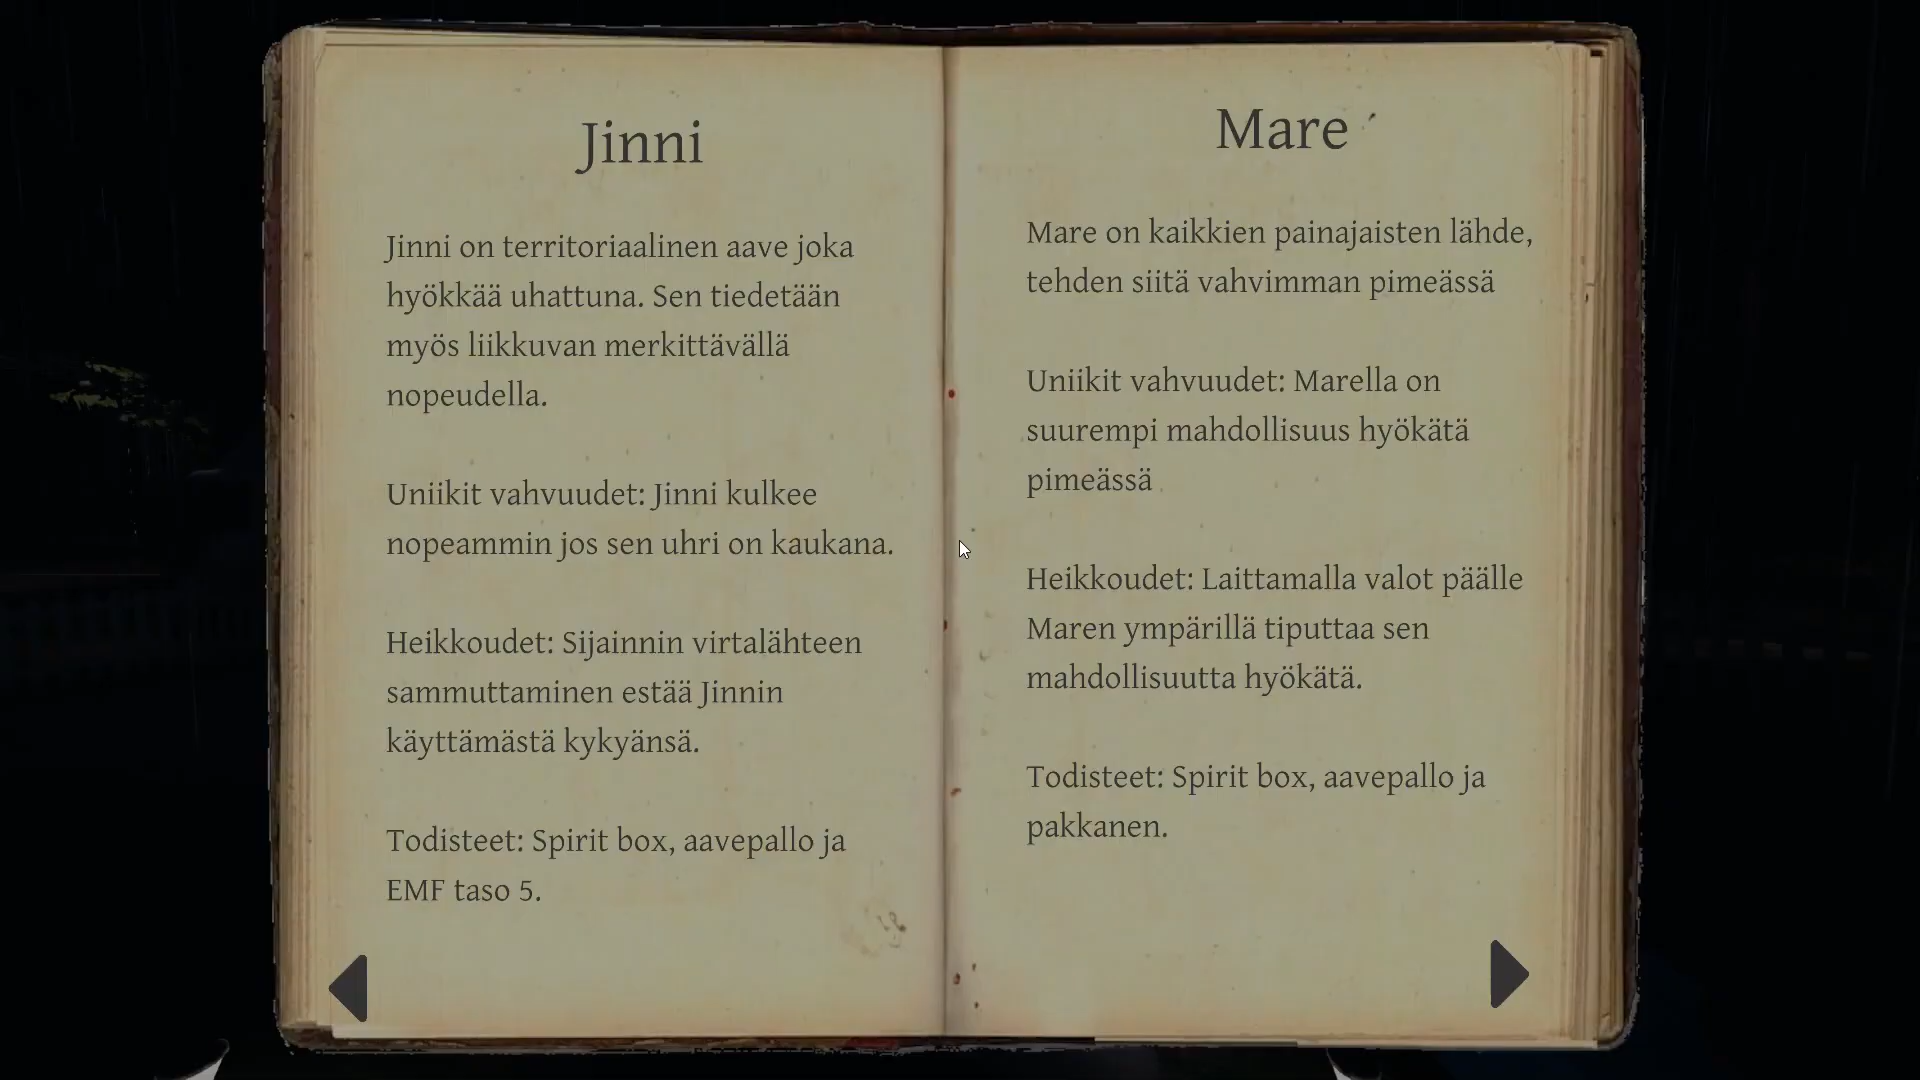 Jinni
Jinni on territoriaalinen aave joka
hyökkää uhattuna. Sen tiedetään
myös liikkuvan merkittävällä
nopeudella.
Uniikit vahvuudet: Jinni kulkee
nopeammin jos sen uhri on kaukana.
Heikkoudet: Sijainnin virtalähteen
sammuttaminen estää Jinnin
käyttämästä kykyänsä.
Todisteet: Spirit box, aavepallo ja
EMF taso 5.
Mare
Mare on kaikkien painajaisten lähde,
tehden siitä vahvimman pimeässä
Uniikit vahvuudet: Marella on
suurempi mahdollisuus hyökätä
pimeässä
Heikkoudet: Laittamalla valot päälle
Maren ympärillä tiputtaa sen
mahdollisuutta hyökätä.
Todisteet: Spirit box, aavepallo ja
pakkanen.